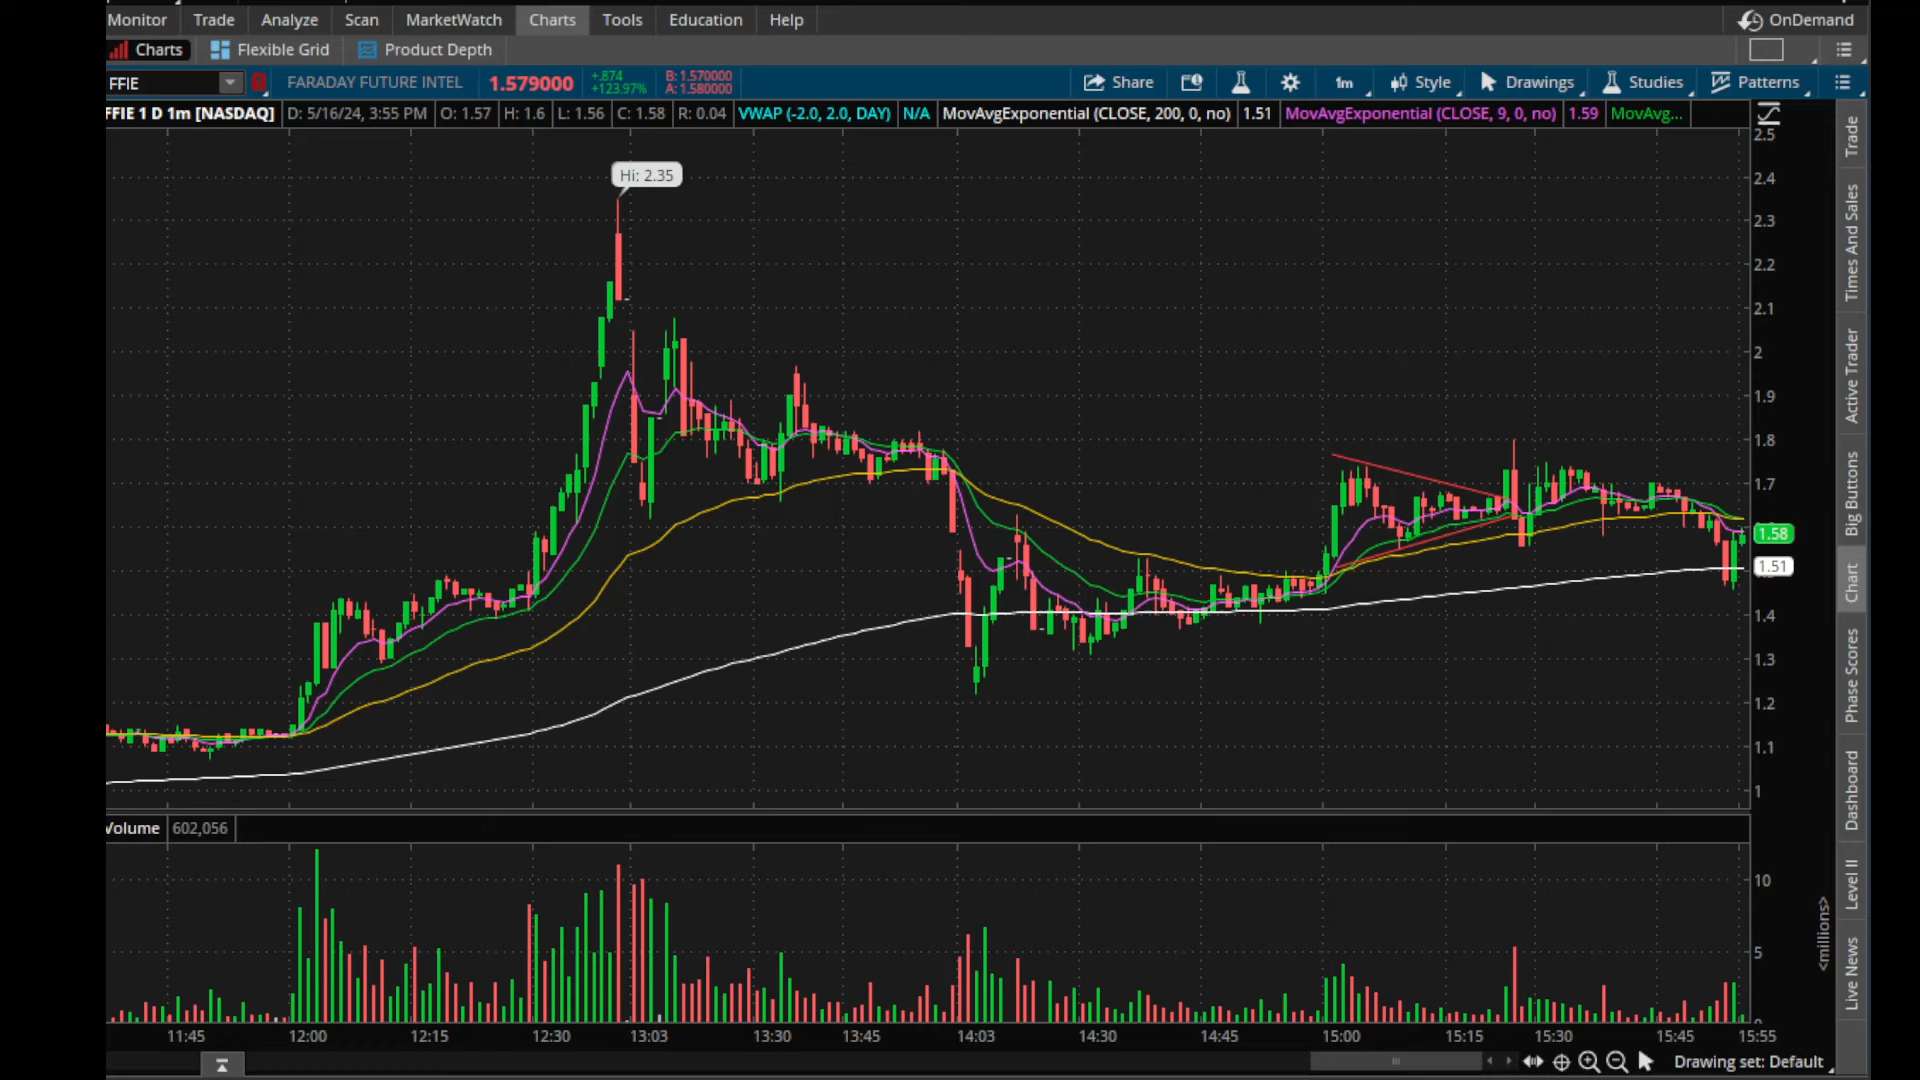 Monitor Trade Analyze Scan MarketWatch Charts Tools Education Help OnDemand
Charts Flexible Grid Product Depth
FFIE FARADAY FUTURE INTEL 1.579000 +.874 +123.97% B: 1.570000 A: 1.580000 Share 1m Style Drawings Studies Patterns
FFIE 1 D 1m [NASDAQ] D: 5/16/24, 3:55 PM O: 1.57 H: 1.6 L: 1.56 C: 1.58 R: 0.04 VWAP (-2.0, 2.0, DAY) N/A MovAvgExponential (CLOSE, 200, 0, no) 1.51 MovAvgExponential (CLOSE, 9, 0, no) 1.59 MovAvg...
Hi: 2.35
2.5
2.4
2.3
2.2
2.1
2
1.9
1.8
1.7
1.58
1.51
1.4
1.3
1.2
1.1
1
Volume 602,056
10
5
0
<millions>
11:45 12:00 12:15 12:30 13:03 13:30 13:45 14:03 14:30 14:45 15:00 15:15 15:30 15:45 15:55
Drawing set: Default
Trade
Times And Sales
Active Trader
Big Buttons
Chart
Phase Scores
Dashboard
Level II
Live News